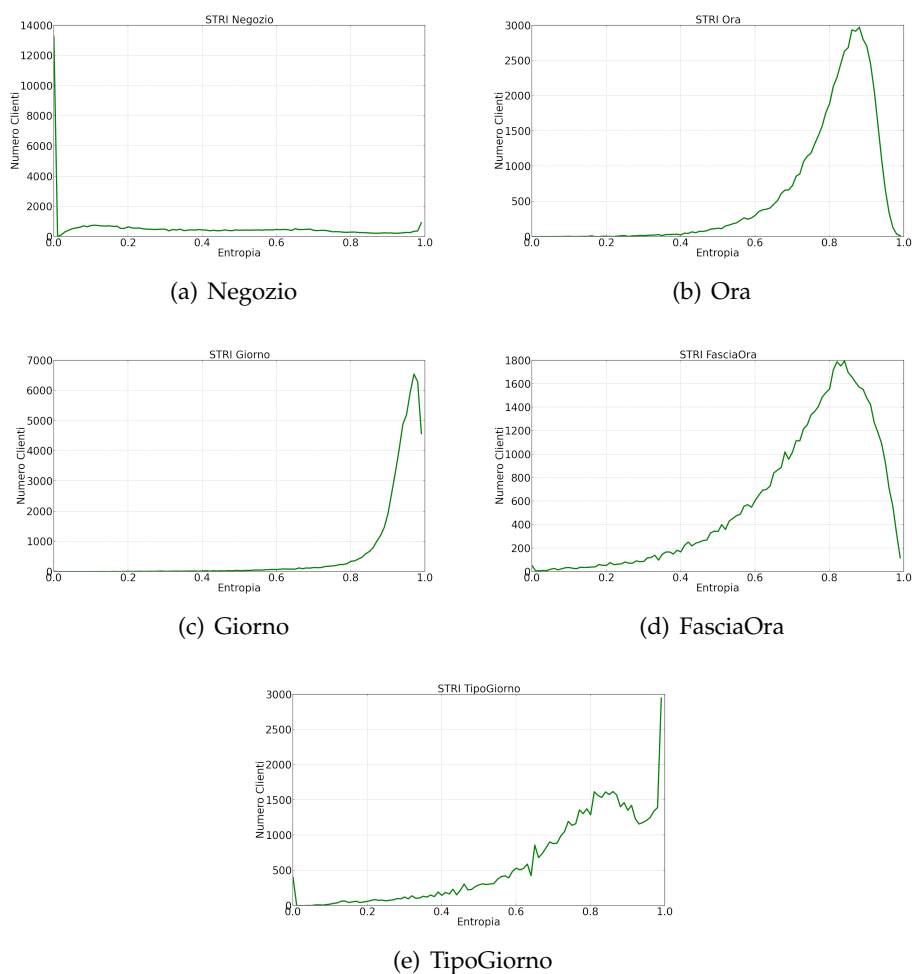 STRI Negozio
14000
12000
10000
8000
6000
4000
2000
0
0.0 0.2 0.4 0.6 0.8 1.0
Numero Clienti
Entropia
(a) Negozio
STRI Ora
3000
2500
2000
1500
1000
500
0
0.0 0.2 0.4 0.6 0.8 1.0
Numero Clienti
Entropia
(b) Ora
STRI Giorno
7000
6000
5000
4000
3000
2000
1000
0
0.0 0.2 0.4 0.6 0.8 1.0
Numero Clienti
Entropia
(c) Giorno
STRI FasciaOra
1800
1600
1400
1200
1000
800
600
400
200
0
0.0 0.2 0.4 0.6 0.8 1.0
Numero Clienti
Entropia
(d) FasciaOra
STRI TipoGiorno
3000
2500
2000
1500
1000
500
0
0.0 0.2 0.4 0.6 0.8 1.0
Numero Clienti
Entropia
(e) TipoGiorno